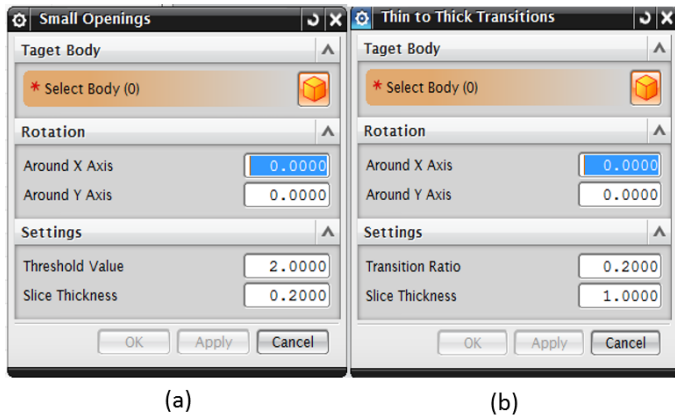 Small Openings
Taget Body
* Select Body (0)
Rotation
Around X Axis 0.0000
Around Y Axis 0.0000
Settings
Threshold Value 2.0000
Slice Thickness 0.2000
OK Apply Cancel
(a)
Thin to Thick Transitions
Taget Body
* Select Body (0)
Rotation
Around X Axis 0.0000
Around Y Axis 0.0000
Settings
Transition Ratio 0.2000
Slice Thickness 1.0000
OK Apply Cancel
(b)